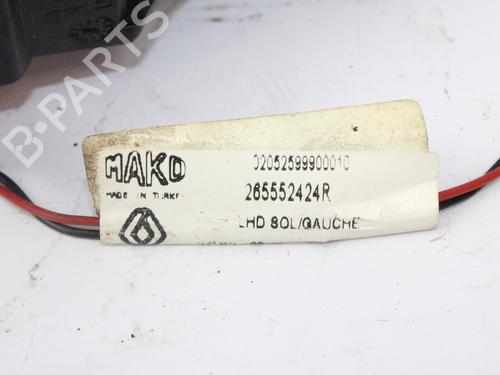 B-PARTS
MAKO
MADE IN TURKEY
02052599900010
265552424R
LHD SOL/GAUCHE